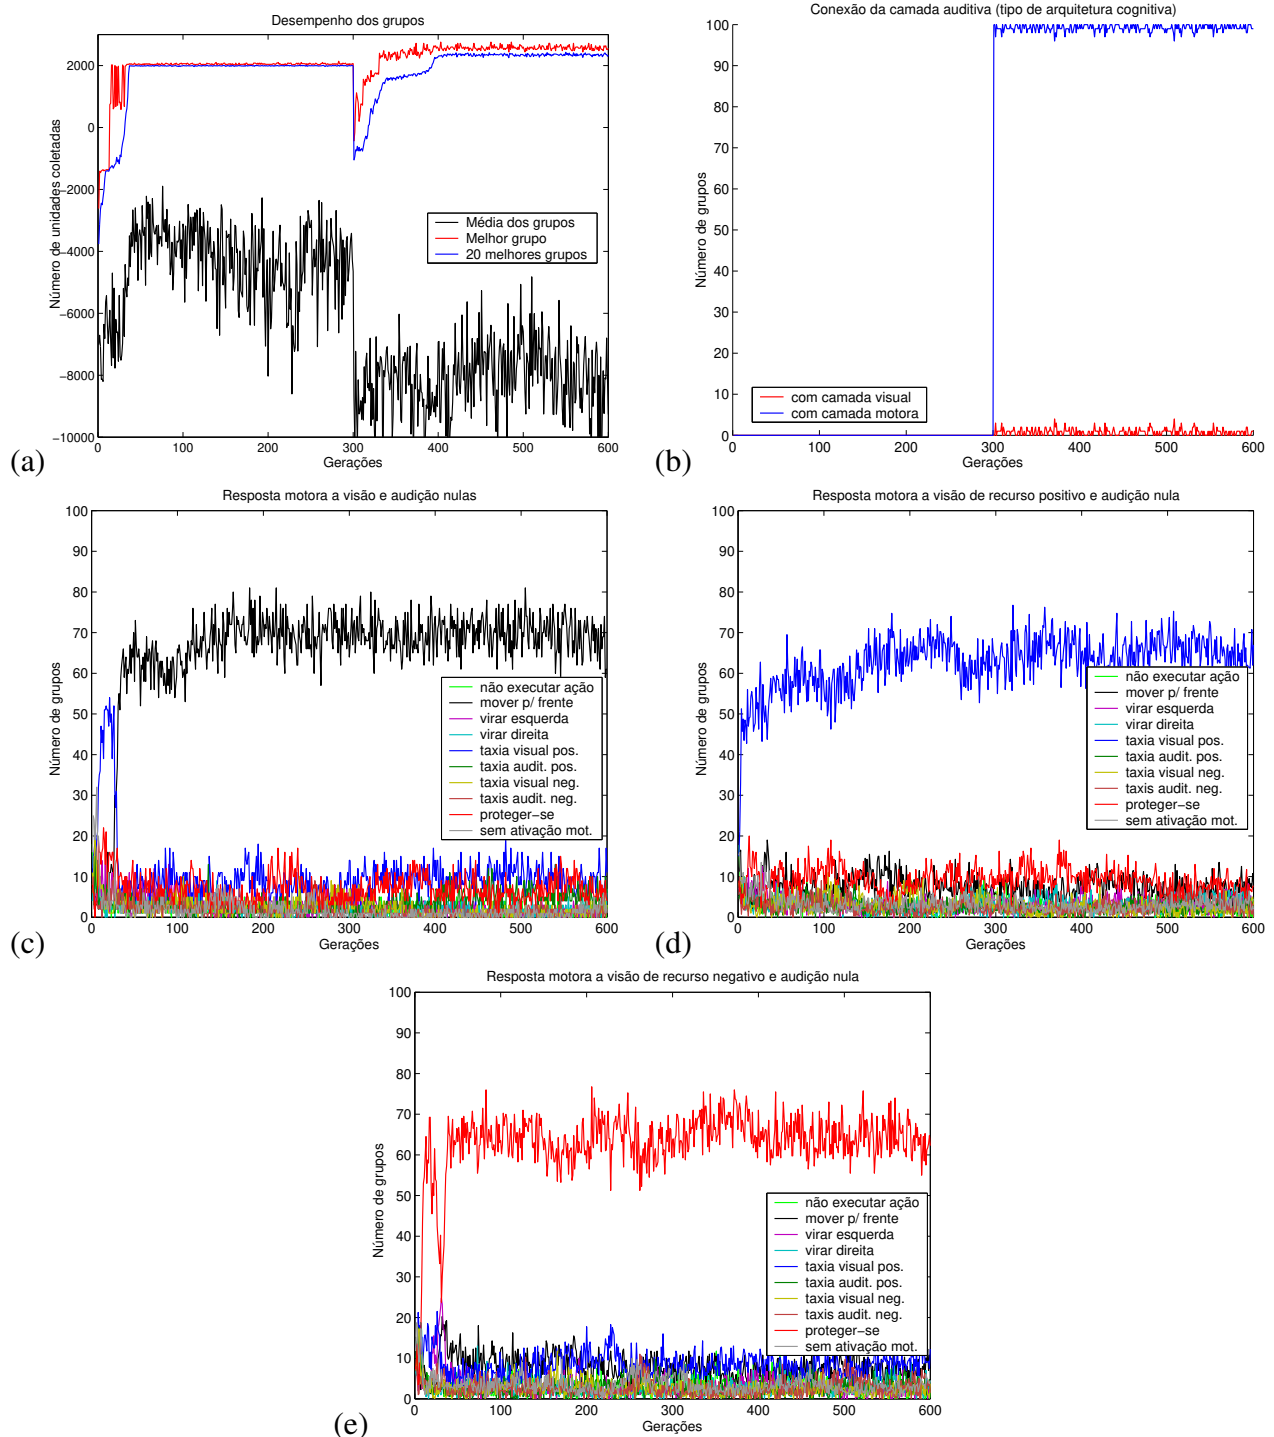 Desempenho dos grupos
Número de unidades coletadas
2000
0
−2000
−4000
−6000
−8000
−10000
0
100
200
300
400
500
600
Gerações
Média dos grupos
Melhor grupo
20 melhores grupos
(a)
Conexão da camada auditiva (tipo de arquitetura cognitiva)
Número de grupos
100
90
80
70
60
50
40
30
20
10
0
0
100
200
300
400
500
600
Gerações
com camada visual
com camada motora
(b)
Resposta motora a visão e audição nulas
Número de grupos
100
90
80
70
60
50
40
30
20
10
0
0
100
200
300
400
500
600
Gerações
não executar ação
mover p/ frente
virar esquerda
virar direita
taxia visual pos.
taxia audit. pos.
taxia visual neg.
taxis audit. neg.
proteger−se
sem ativação mot.
(c)
Resposta motora a visão de recurso positivo e audição nula
Número de grupos
100
90
80
70
60
50
40
30
20
10
0
0
100
200
300
400
500
600
Gerações
não executar ação
mover p/ frente
virar esquerda
virar direita
taxia visual pos.
taxia audit. pos.
taxia visual neg.
taxis audit. neg.
proteger−se
sem ativação mot.
(d)
Resposta motora a visão de recurso negativo e audição nula
Número de grupos
100
90
80
70
60
50
40
30
20
10
0
0
100
200
300
400
500
600
Gerações
não executar ação
mover p/ frente
virar esquerda
virar direita
taxia visual pos.
taxia audit. pos.
taxia visual neg.
taxis audit. neg.
proteger−se
sem ativação mot.
(e)